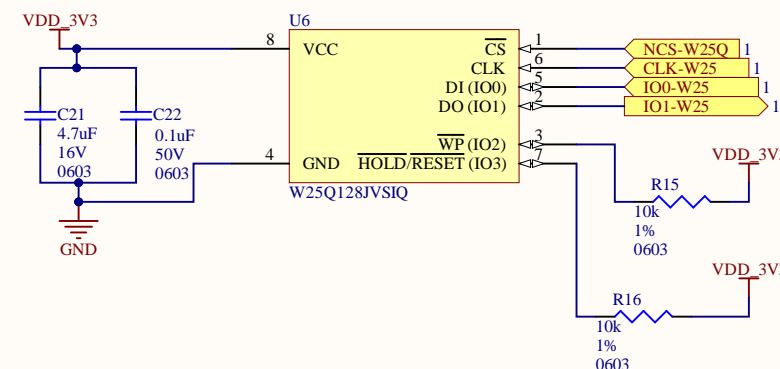 VDD_3V3
U6
8
VCC
CS
1
NCS-W25Q
1
CLK
6
CLK-W25
1
DI (IO0)
5
IO0-W25
1
DO (IO1)
2
IO1-W25
1
C21
4.7uF
16V
0603
C22
0.1uF
50V
0603
WP (IO2)
3
4
GND
HOLD/RESET (IO3)
7
W25Q128JVSIQ
GND
VDD_3V
R15
10k
1%
0603
VDD_3V
R16
10k
1%
0603